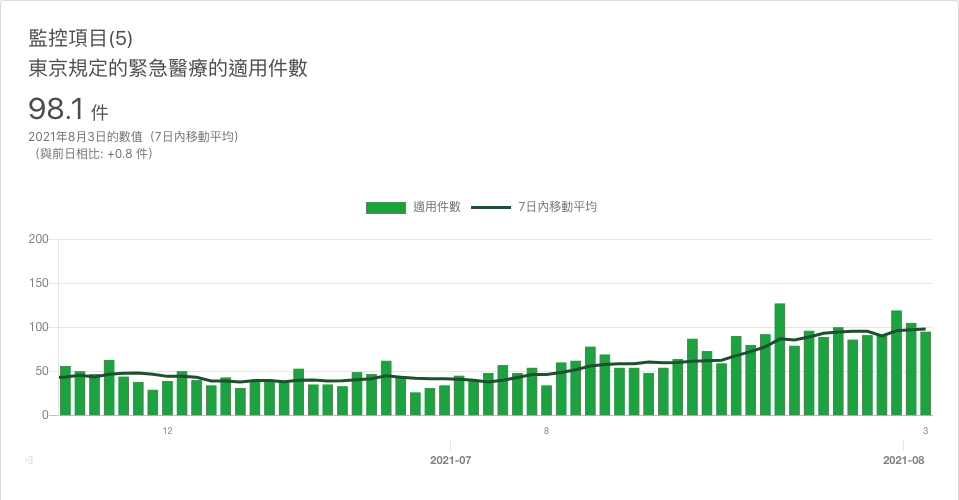 監控項目(5)
東京規定的緊急醫療的適用件數
98.1 件
2021年8月3日的數值（7日內移動平均）
（與前日相比: +0.8 件）
適用件數 7日內移動平均
200
150
100
50
0
12 8 3
6 2021-07 2021-08